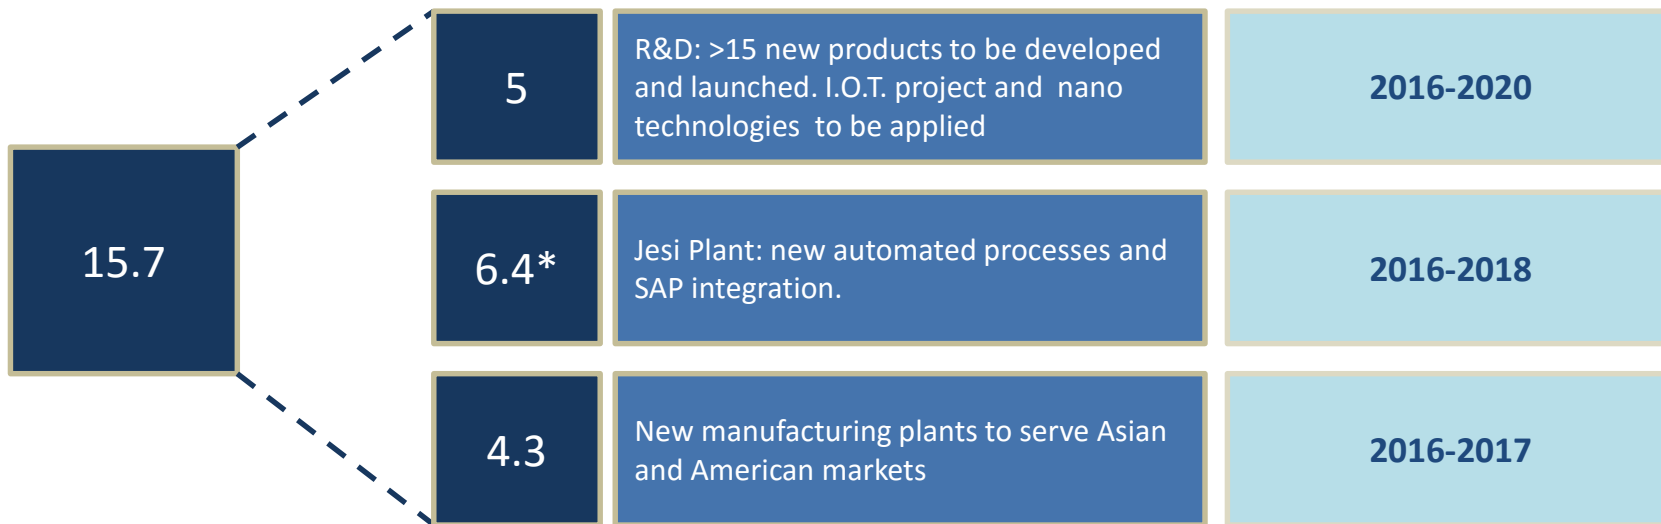 15.7
5
R&D: >15 new products to be developed
and launched. I.O.T. project and nano
technologies to be applied
2016-2020
6.4*
Jesi Plant: new automated processes and
SAP integration.
2016-2018
4.3
New manufacturing plants to serve Asian
and American markets
2016-2017